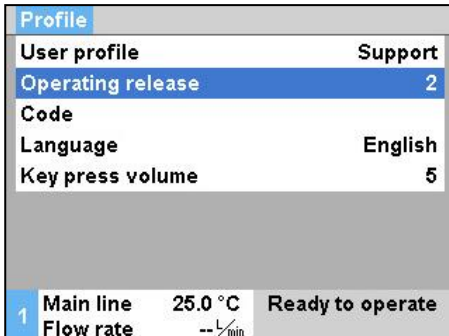 Profile
User profile Support
Operating release 2
Code
Language English
Key press volume 5
1 Main line 25.0 °C Ready to operate
Flow rate -- L/min